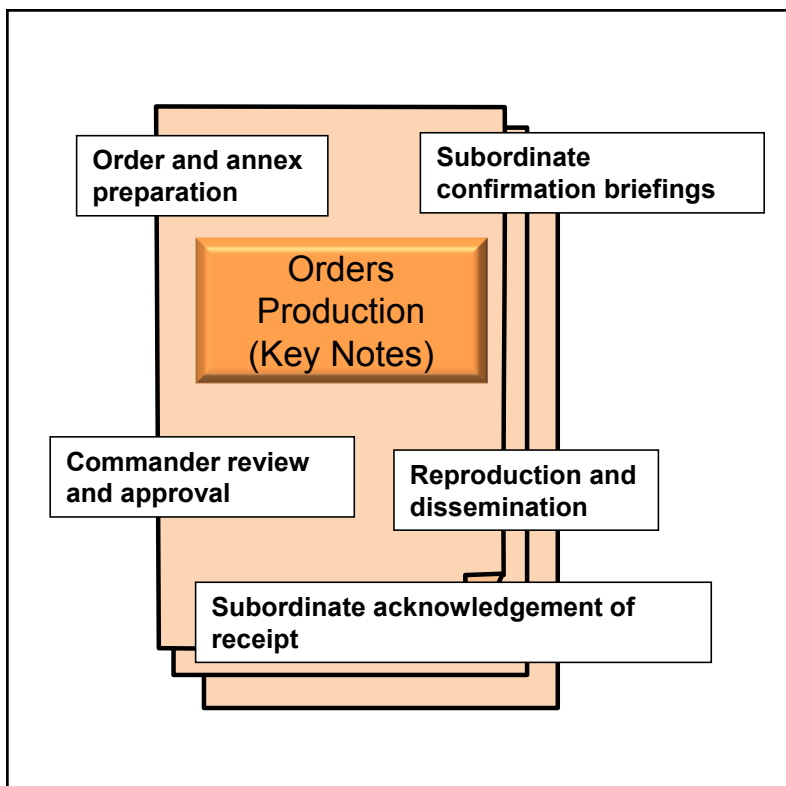 Order and annex
preparation
Subordinate
confirmation briefings
Orders
Production
(Key Notes)
Commander review
and approval
Reproduction and
dissemination
Subordinate acknowledgement of
receipt